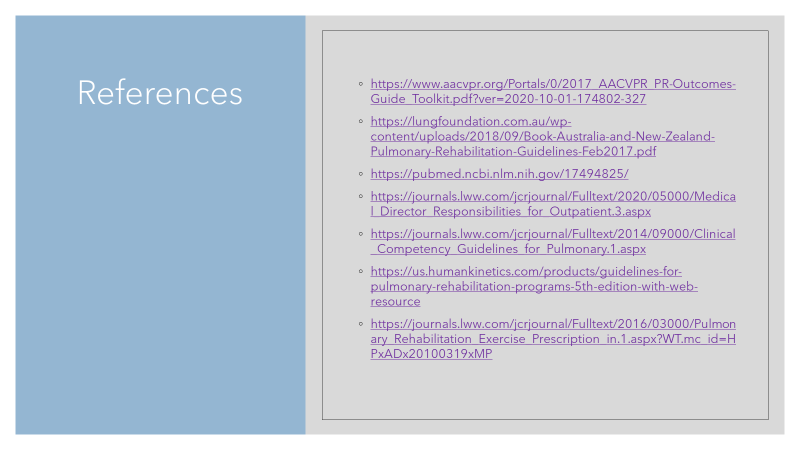 References
https://www.aacvpr.org/Portals/0/2017_AACVPR_PR-Outcomes-
Guide_Toolkit.pdf?ver=2020-10-01-174802-327
https://lungfoundation.com.au/wp-
content/uploads/2018/09/Book-Australia-and-New-Zealand-
Pulmonary-Rehabilitation-Guidelines-Feb2017.pdf
https://pubmed.ncbi.nlm.nih.gov/17494825/
https://journals.lww.com/jcrjournal/Fulltext/2020/05000/Medica
l_Director_Responsibilities_for_Outpatient.3.aspx
https://journals.lww.com/jcrjournal/Fulltext/2014/09000/Clinical
_Competency_Guidelines_for_Pulmonary.1.aspx
https://us.humankinetics.com/products/guidelines-for-
pulmonary-rehabilitation-programs-5th-edition-with-web-
resource
https://journals.lww.com/jcrjournal/Fulltext/2016/03000/Pulmon
ary_Rehabilitation_Exercise_Prescription_in.1.aspx?WT.mc_id=H
PxADx20100319xMP